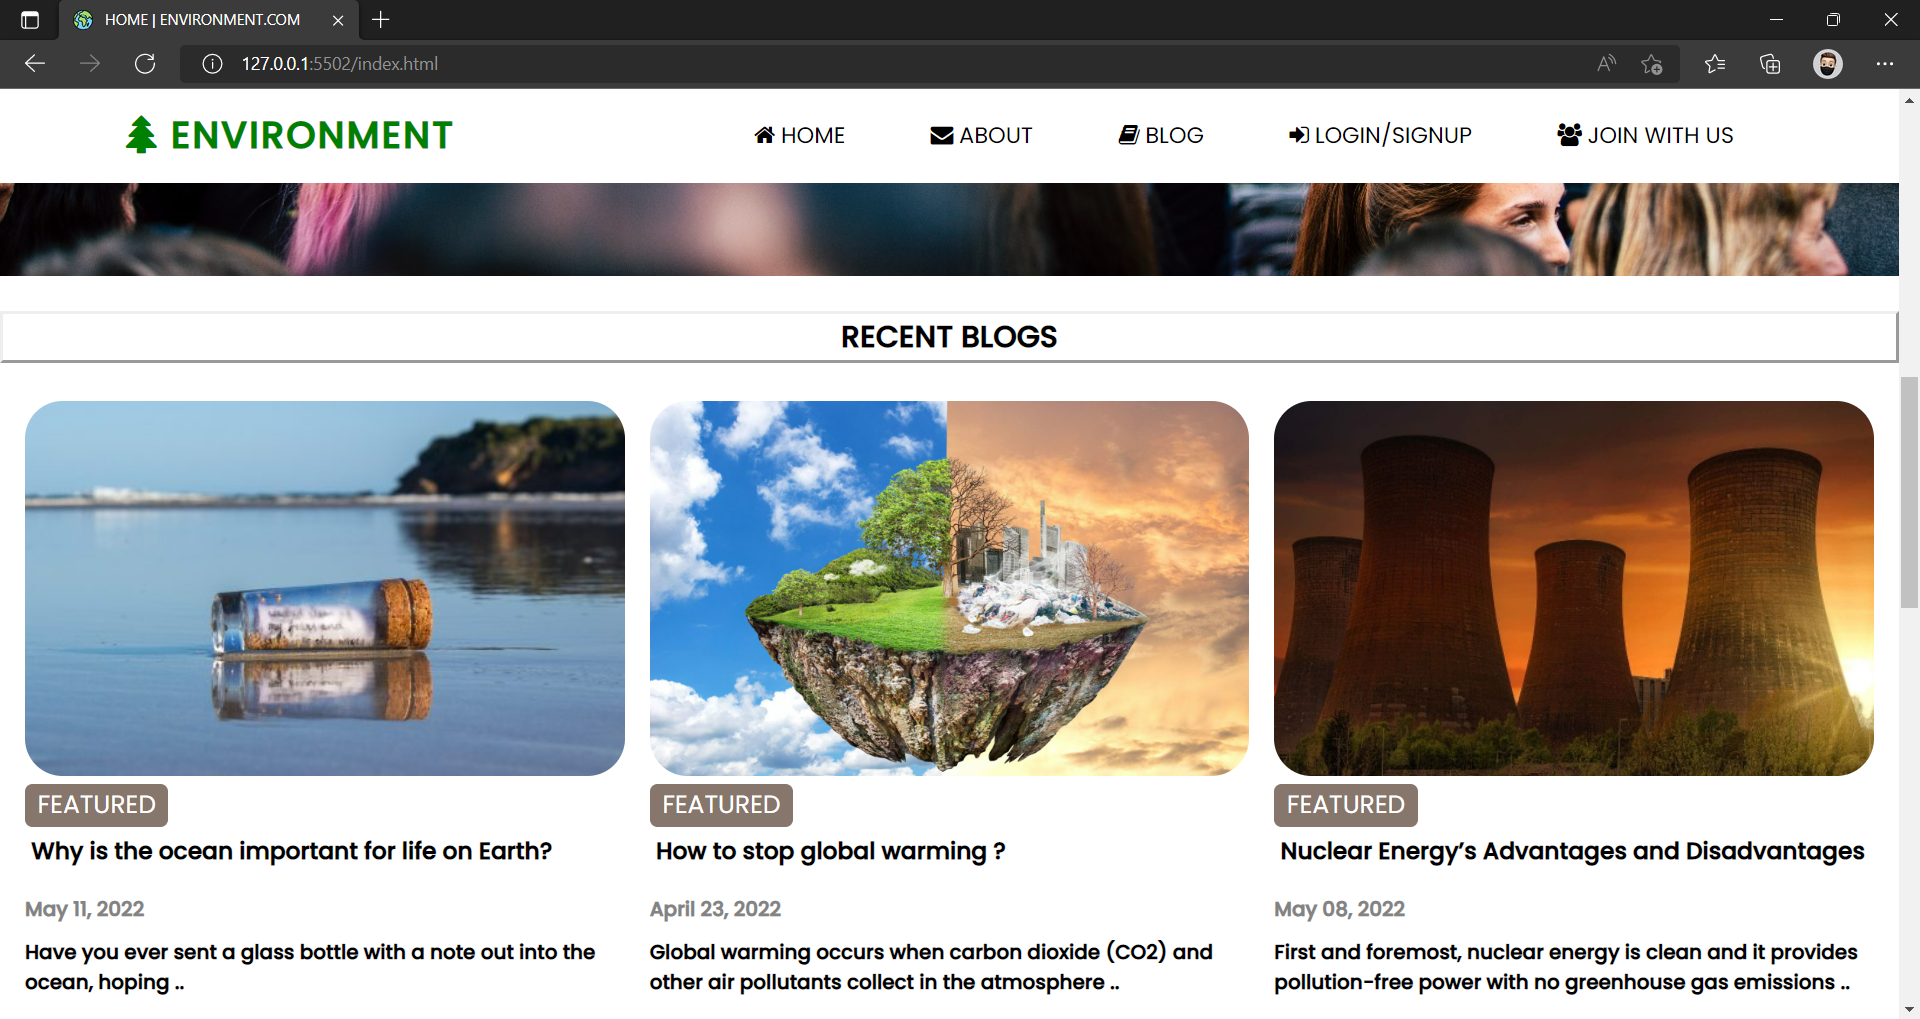 HOME | ENVIRONMENT.COM
127.0.0.1:5502/index.html
ENVIRONMENT
HOME
ABOUT
BLOG
LOGIN/SIGNUP
JOIN WITH US
RECENT BLOGS
FEATURED
Why is the ocean important for life on Earth?
May 11, 2022
Have you ever sent a glass bottle with a note out into the
ocean, hoping ..
FEATURED
How to stop global warming ?
April 23, 2022
Global warming occurs when carbon dioxide (CO2) and
other air pollutants collect in the atmosphere ..
FEATURED
Nuclear Energy’s Advantages and Disadvantages
May 08, 2022
First and foremost, nuclear energy is clean and it provides
pollution-free power with no greenhouse gas emissions ..